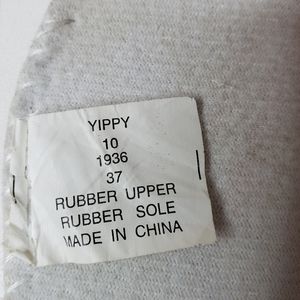 YIPPY
10
1936
37
RUBBER UPPER
RUBBER SOLE
MADE IN CHINA